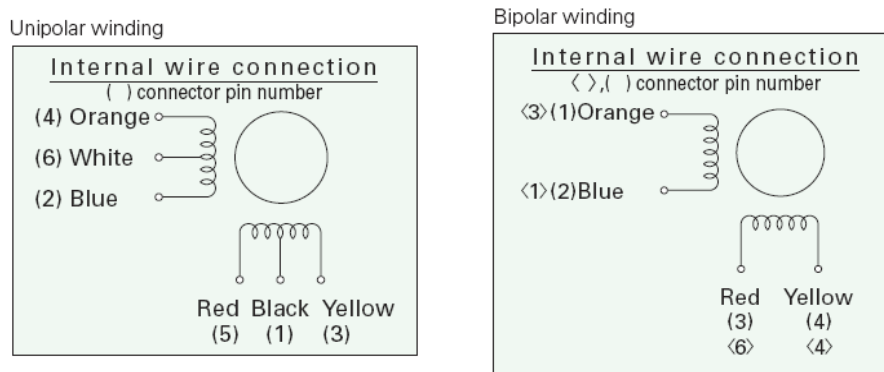 Unipolar winding
Internal wire connection
( ) connector pin number
(4) Orange
(6) White
(2) Blue
Red Black Yellow
(5) (1) (3)
Bipolar winding
Internal wire connection
〈 〉,( ) connector pin number
〈3〉(1)Orange
〈1〉(2)Blue
Red Yellow
(3) (4)
〈6〉 〈4〉